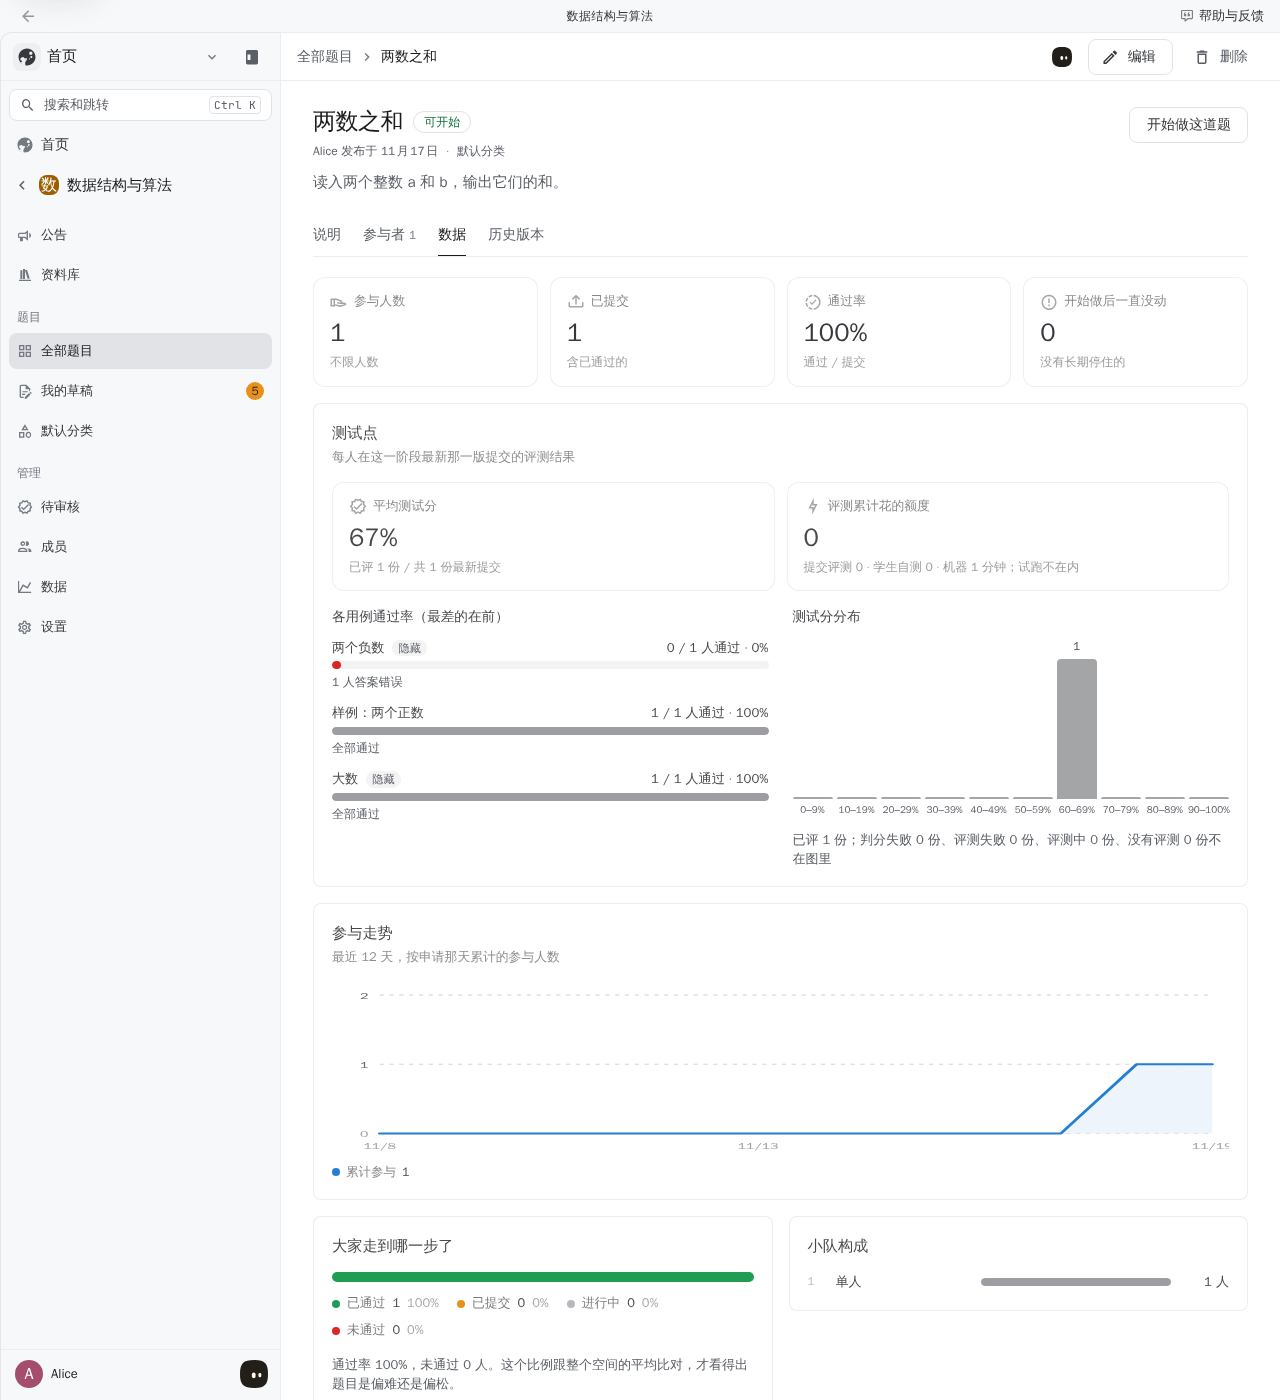 数据结构与算法
帮助与反馈
首页
搜索和跳转
Ctrl K
首页
数 数据结构与算法
公告
资料库
题目
全部题目
我的草稿
5
默认分类
管理
待审核
成员
数据
设置
A Alice
全部题目 > 两数之和
编辑
删除
两数之和
可开始
开始做这道题
Alice 发布于 11月17日 · 默认分类
读入两个整数 a 和 b，输出它们的和。
说明 参与者 1 数据 历史版本
参与人数
1
不限人数
已提交
1
含已通过的
通过率
100%
通过 / 提交
开始做后一直没动
0
没有长期停住的
测试点
每人在这一阶段最新那一版提交的评测结果
平均测试分
67%
已评 1 份 / 共 1 份最新提交
评测累计花的额度
0
提交评测 0 · 学生自测 0 · 机器 1 分钟；试跑不在内
各用例通过率（最差的在前）
两个负数 隐藏 0 / 1 人通过 · 0%
1 人答案错误
样例：两个正数 1 / 1 人通过 · 100%
全部通过
大数 隐藏 1 / 1 人通过 · 100%
全部通过
测试分分布
1
0–9% 10–19% 20–29% 30–39% 40–49% 50–59% 60–69% 70–79% 80–89% 90–100%
已评 1 份；判分失败 0 份、评测失败 0 份、评测中 0 份、没有评测 0 份不
在图里
参与走势
最近 12 天，按申请那天累计的参与人数
2
1
0
11/8 11/13 11/19
累计参与 1
大家走到哪一步了
已通过 1 100% 已提交 0 0% 进行中 0 0%
未通过 0 0%
通过率 100%，未通过 0 人。这个比例跟整个空间的平均比对，才看得出
题目是偏难还是偏松。
小队构成
1 单人 1 人